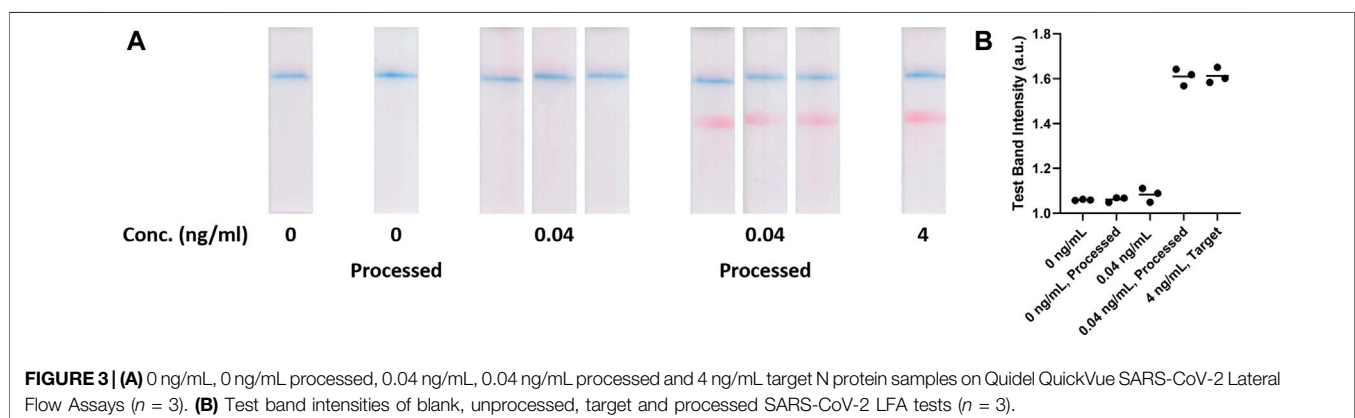 A
Conc. (ng/ml) 0 0 0.04 0.04 4
Processed Processed
B
Test Band Intensity (a.u.)
1.8
1.6
1.4
1.2
1.0
0 ng/mL
0 ng/mL, Processed
0.04 ng/mL
0.04 ng/mL, Processed
4 ng/mL, Target
FIGURE 3 | (A) 0 ng/mL, 0 ng/mL processed, 0.04 ng/mL, 0.04 ng/mL processed and 4 ng/mL target N protein samples on Quidel QuickVue SARS-CoV-2 Lateral
Flow Assays (n = 3). (B) Test band intensities of blank, unprocessed, target and processed SARS-CoV-2 LFA tests (n = 3).